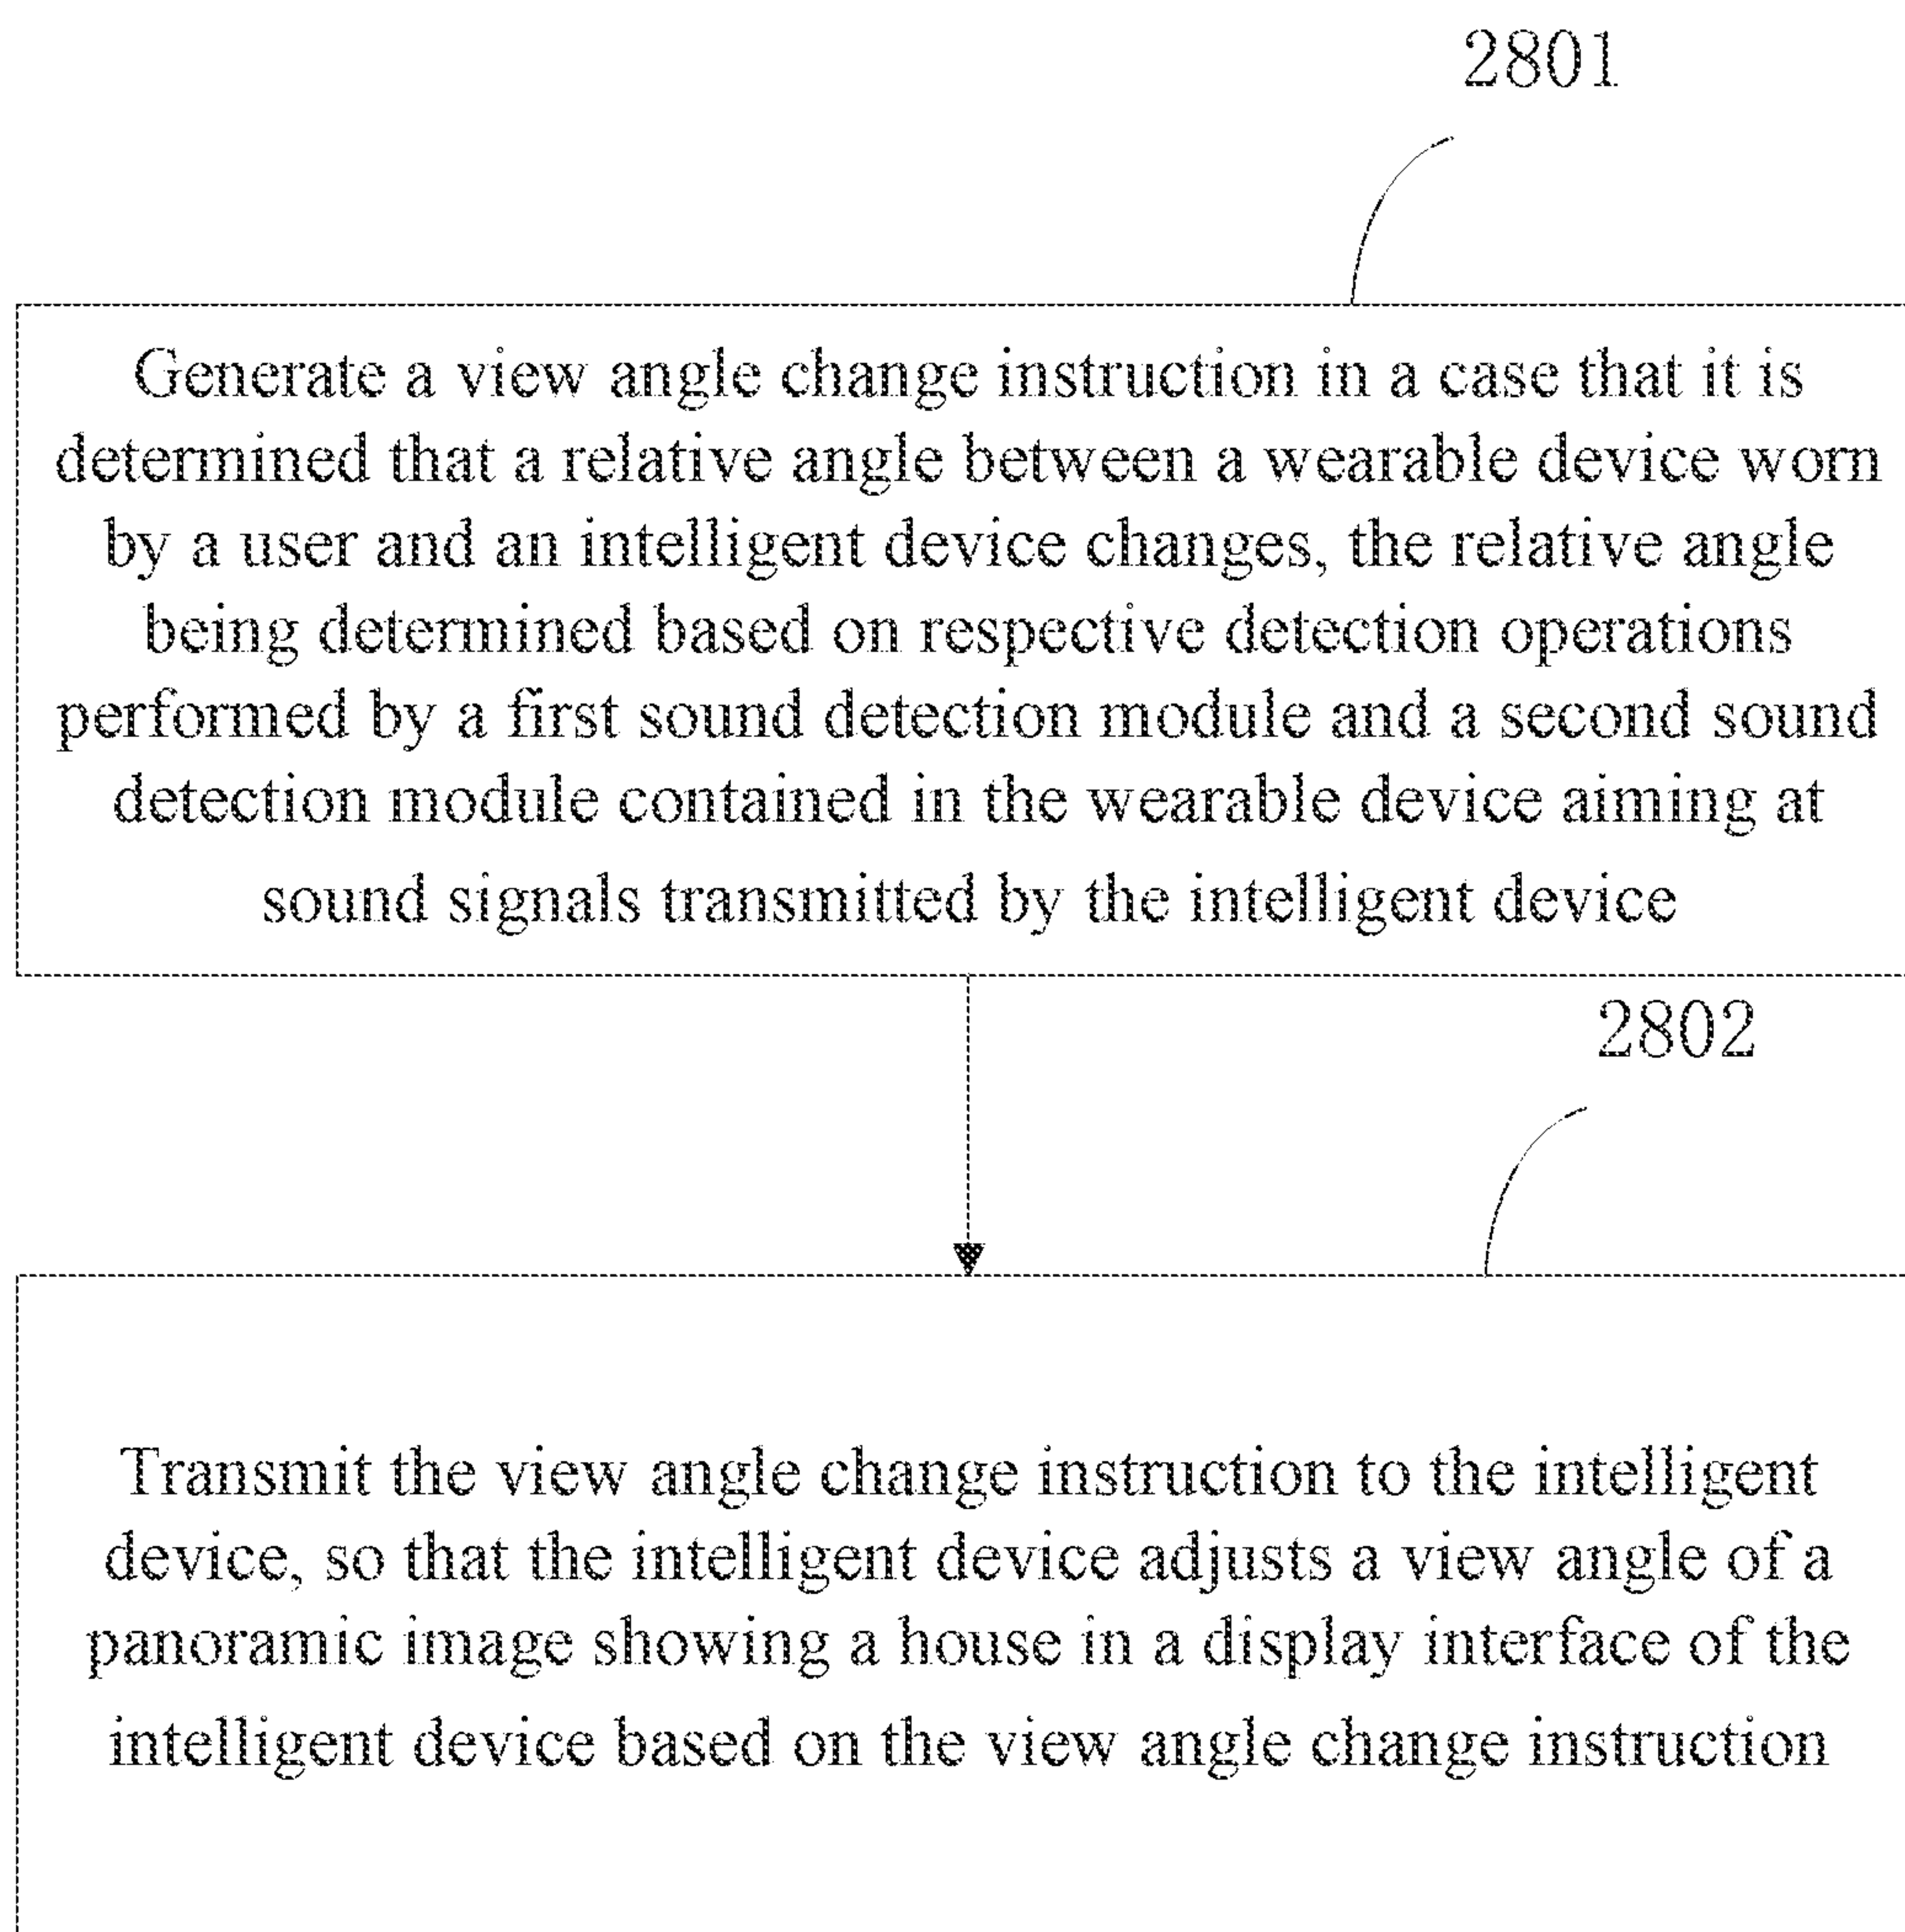 2801
Generate a view angle change instruction in a case that it is
determined that a relative angle between a wearable device worn
by a user and an intelligent device changes, the relative angle
being determined based on respective detection operations
performed by a first sound detection module and a second sound
detection module contained in the wearable device aiming at
sound signals transmitted by the intelligent device
2802
Transmit the view angle change instruction to the intelligent
device, so that the intelligent device adjusts a view angle of a
panoramic image showing a house in a display interface of the
intelligent device based on the view angle change instruction